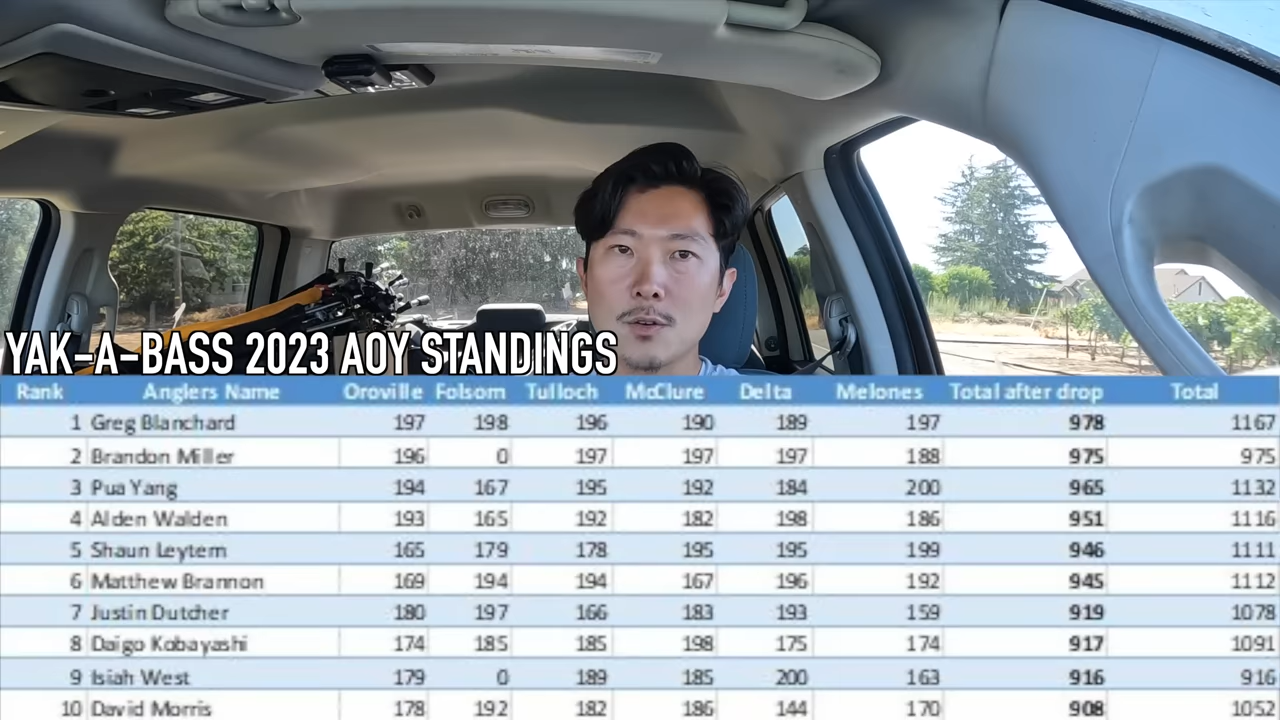 YAK-A-BASS 2023 AOY STANDINGS
Rank Anglers Name Oroville Folsom Tulloch McClure Delta Melones Total after drop Total
1 Greg Blanchard 197 198 196 190 189 197 978 1167
2 Brandon Miller 196 0 197 197 197 188 975 975
3 Pua Yang 194 167 195 192 184 200 965 1132
4 Alden Walden 193 165 192 182 198 186 951 1116
5 Shaun Leytem 165 179 178 195 195 199 946 1111
6 Matthew Brannon 169 194 194 167 196 192 945 1112
7 Justin Dutcher 180 197 166 183 193 159 919 1078
8 Daigo Kobayashi 174 185 185 198 175 174 917 1091
9 Isiah West 179 0 189 185 200 163 916 916
10 David Morris 178 192 182 186 144 170 908 1052